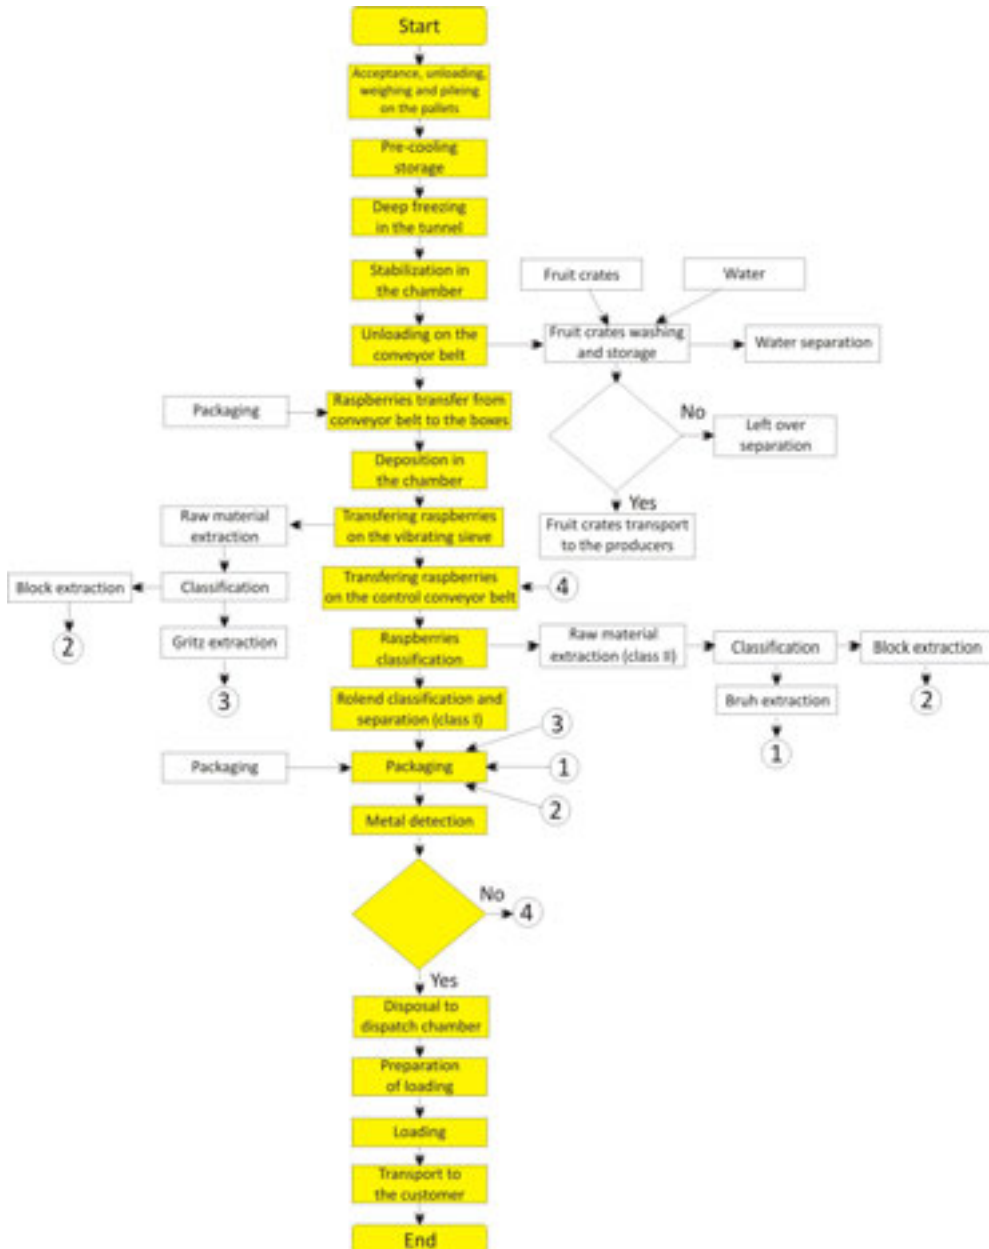 Start
Acceptance, unloading,
weighing and pileing
on the pallets
Pre-cooling
storage
Deep freezing
in the tunnel
Stabilization in
the chamber
Fruit crates
Water
Unloading on the
conveyor belt
Fruit crates washing
and storage
Water separation
Packaging
Raspberries transfer from
conveyor belt to the boxes
No
Left over
separation
Deposition in
the chamber
Yes
Raw material
extraction
Transfering raspberries
on the vibrating sieve
Fruit crates transport
to the producers
Block extraction
Classification
Transfering raspberries
on the control conveyor belt
4
2
Gritz extraction
Raspberries
classification
Raw material
extraction (class II)
Classification
Block extraction
3
Rolend classification and
separation (class I)
Bruh extraction
2
3
1
Packaging
Packaging
1
2
Metal detection
No
4
Yes
Disposal to
dispatch chamber
Preparation
of loading
Loading
Transport to
the customer
End